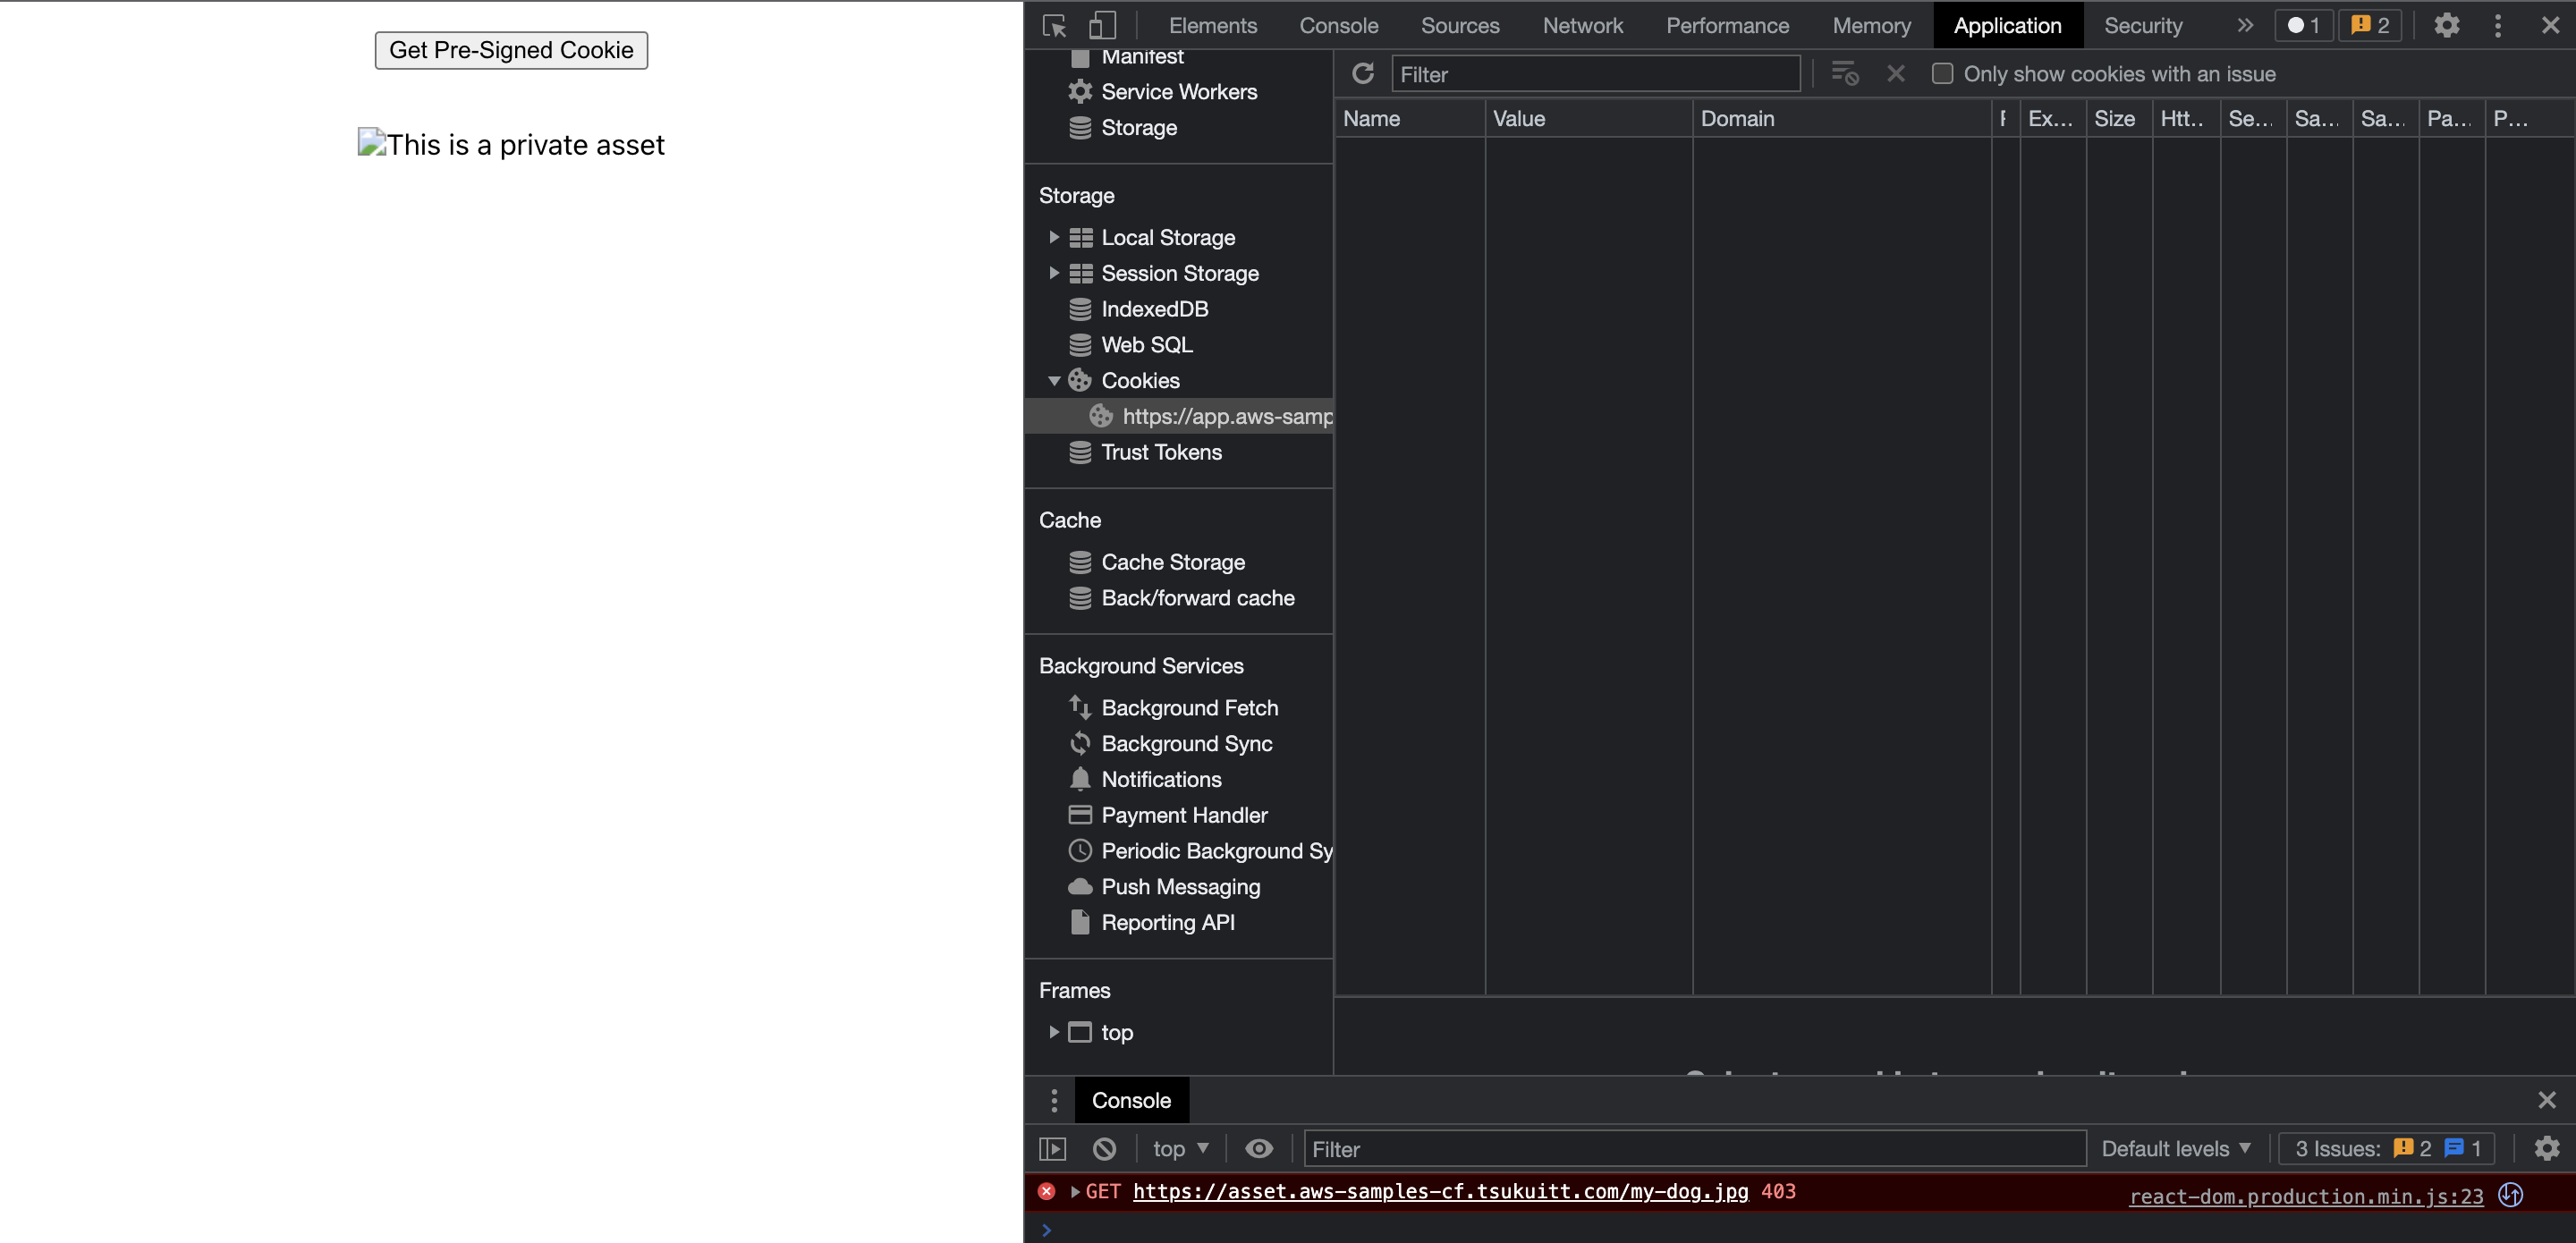 Get Pre-Signed Cookie
This is a private asset
Elements Console Sources Network Performance Memory Application Security 1 2
Manifest
Service Workers
Storage
Storage
Local Storage
Session Storage
IndexedDB
Web SQL
Cookies
https://app.aws-samp
Trust Tokens
Cache
Cache Storage
Back/forward cache
Background Services
Background Fetch
Background Sync
Notifications
Payment Handler
Periodic Background Sy
Push Messaging
Reporting API
Frames
top
Filter Only show cookies with an issue
Name Value Domain Ex... Size Htt.. Se... Sa... Sa... Pa... P...
Console
top Filter Default levels 3 Issues: 2 1
GET https://asset.aws-samples-cf.tsukuitt.com/my-dog.jpg 403 react-dom.production.min.js:23